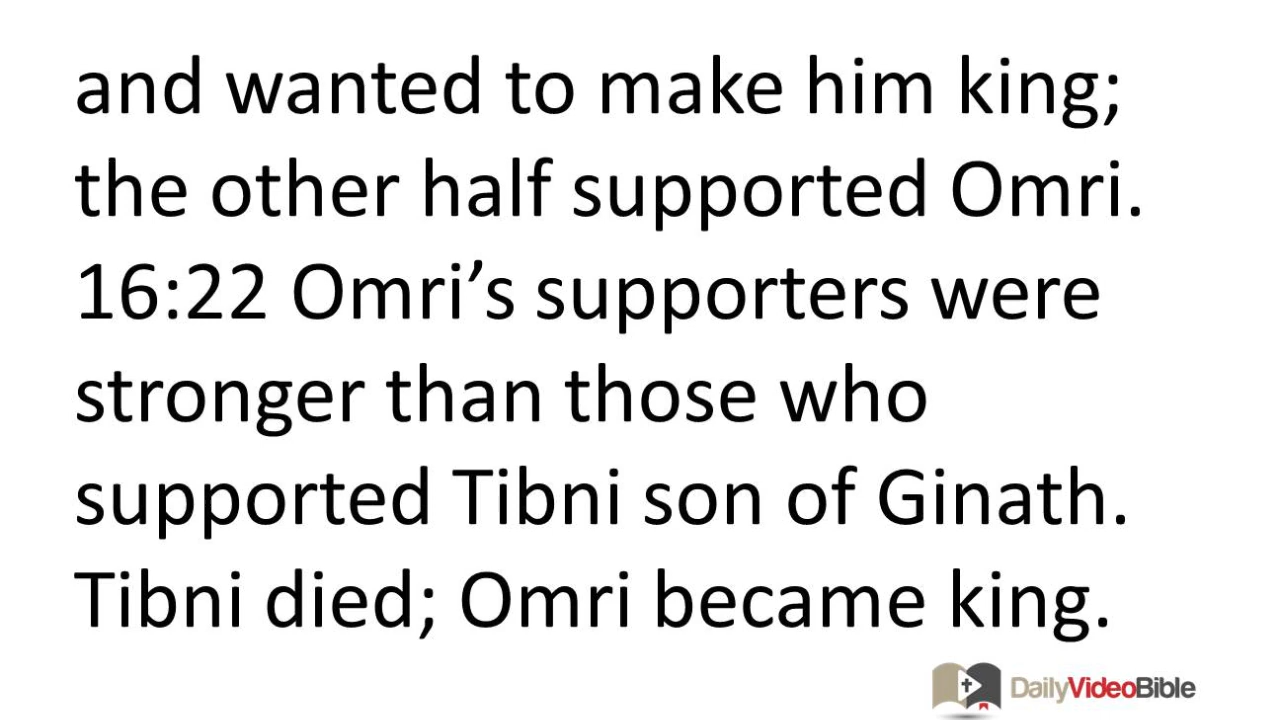 and wanted to make him king;
the other half supported Omri.
16:22 Omri’s supporters were
stronger than those who
supported Tibni son of Ginath.
Tibni died; Omri became king.
DailyVideoBible